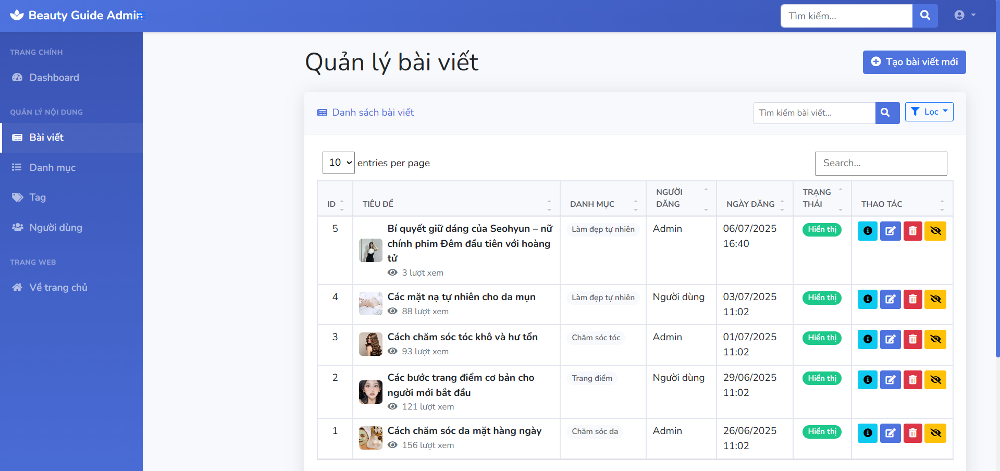 Beauty Guide Admin
Tìm kiếm...
TRANG CHÍNH
Dashboard
QUẢN LÝ NỘI DUNG
Bài viết
Danh mục
Tag
Người dùng
TRANG WEB
Về trang chủ
Quản lý bài viết
Tạo bài viết mới
Danh sách bài viết
Tìm kiếm bài viết...
Lọc
10 entries per page
Search...
ID TIÊU ĐỀ DANH MỤC NGƯỜI ĐĂNG NGÀY ĐĂNG TRẠNG THÁI THAO TÁC
5
Bí quyết giữ dáng của Seohyun – nữ
chính phim Đêm đầu tiên với hoàng
tử
3 lượt xem
Làm đẹp tự nhiên
Admin
06/07/2025
16:40
Hiển thị
4
Các mặt nạ tự nhiên cho da mụn
88 lượt xem
Làm đẹp tự nhiên
Người dùng
03/07/2025
11:02
Hiển thị
3
Cách chăm sóc tóc khô và hư tổn
93 lượt xem
Chăm sóc tóc
Admin
01/07/2025
11:02
Hiển thị
2
Các bước trang điểm cơ bản cho
người mới bắt đầu
121 lượt xem
Trang điểm
Người dùng
29/06/2025
11:02
Hiển thị
1
Cách chăm sóc da mặt hàng ngày
156 lượt xem
Chăm sóc da
Admin
26/06/2025
11:02
Hiển thị